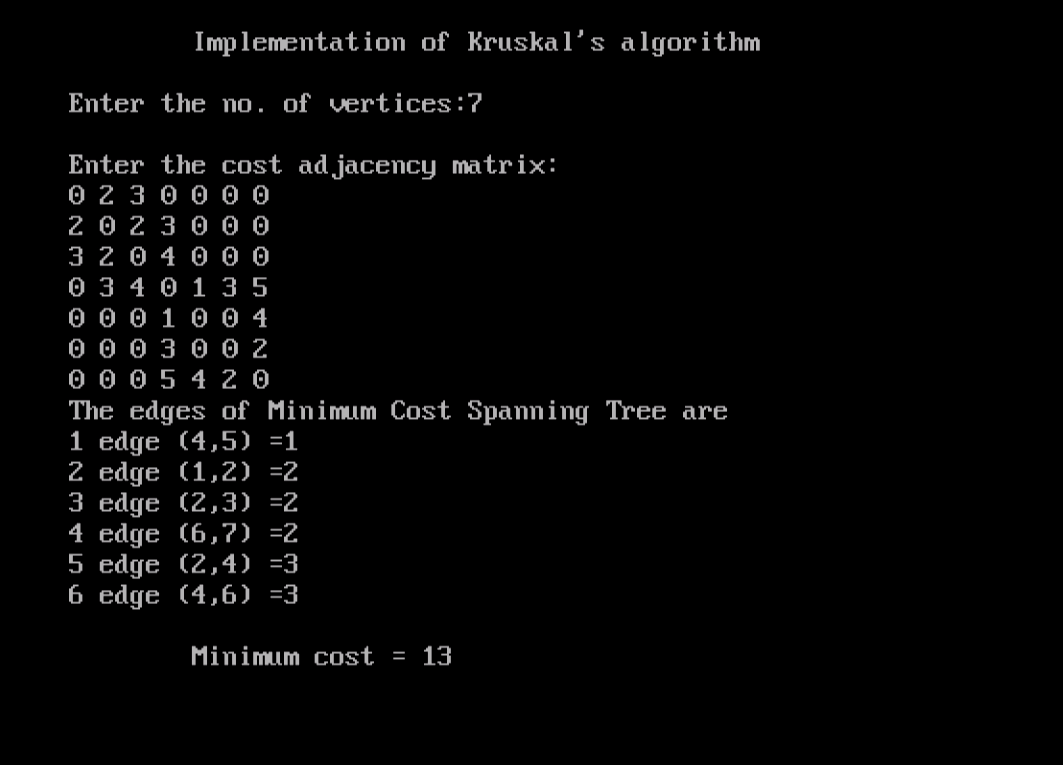 Implementation of Kruskal's algorithm
Enter the no. of vertices:7
Enter the cost adjacency matrix:
0 2 3 0 0 0 0
2 0 2 3 0 0 0
3 2 0 4 0 0 0
0 3 4 0 1 3 5
0 0 0 1 0 0 4
0 0 0 3 0 0 2
0 0 0 5 4 2 0
The edges of Minimum Cost Spanning Tree are
1 edge (4,5) =1
2 edge (1,2) =2
3 edge (2,3) =2
4 edge (6,7) =2
5 edge (2,4) =3
6 edge (4,6) =3
Minimum cost = 13